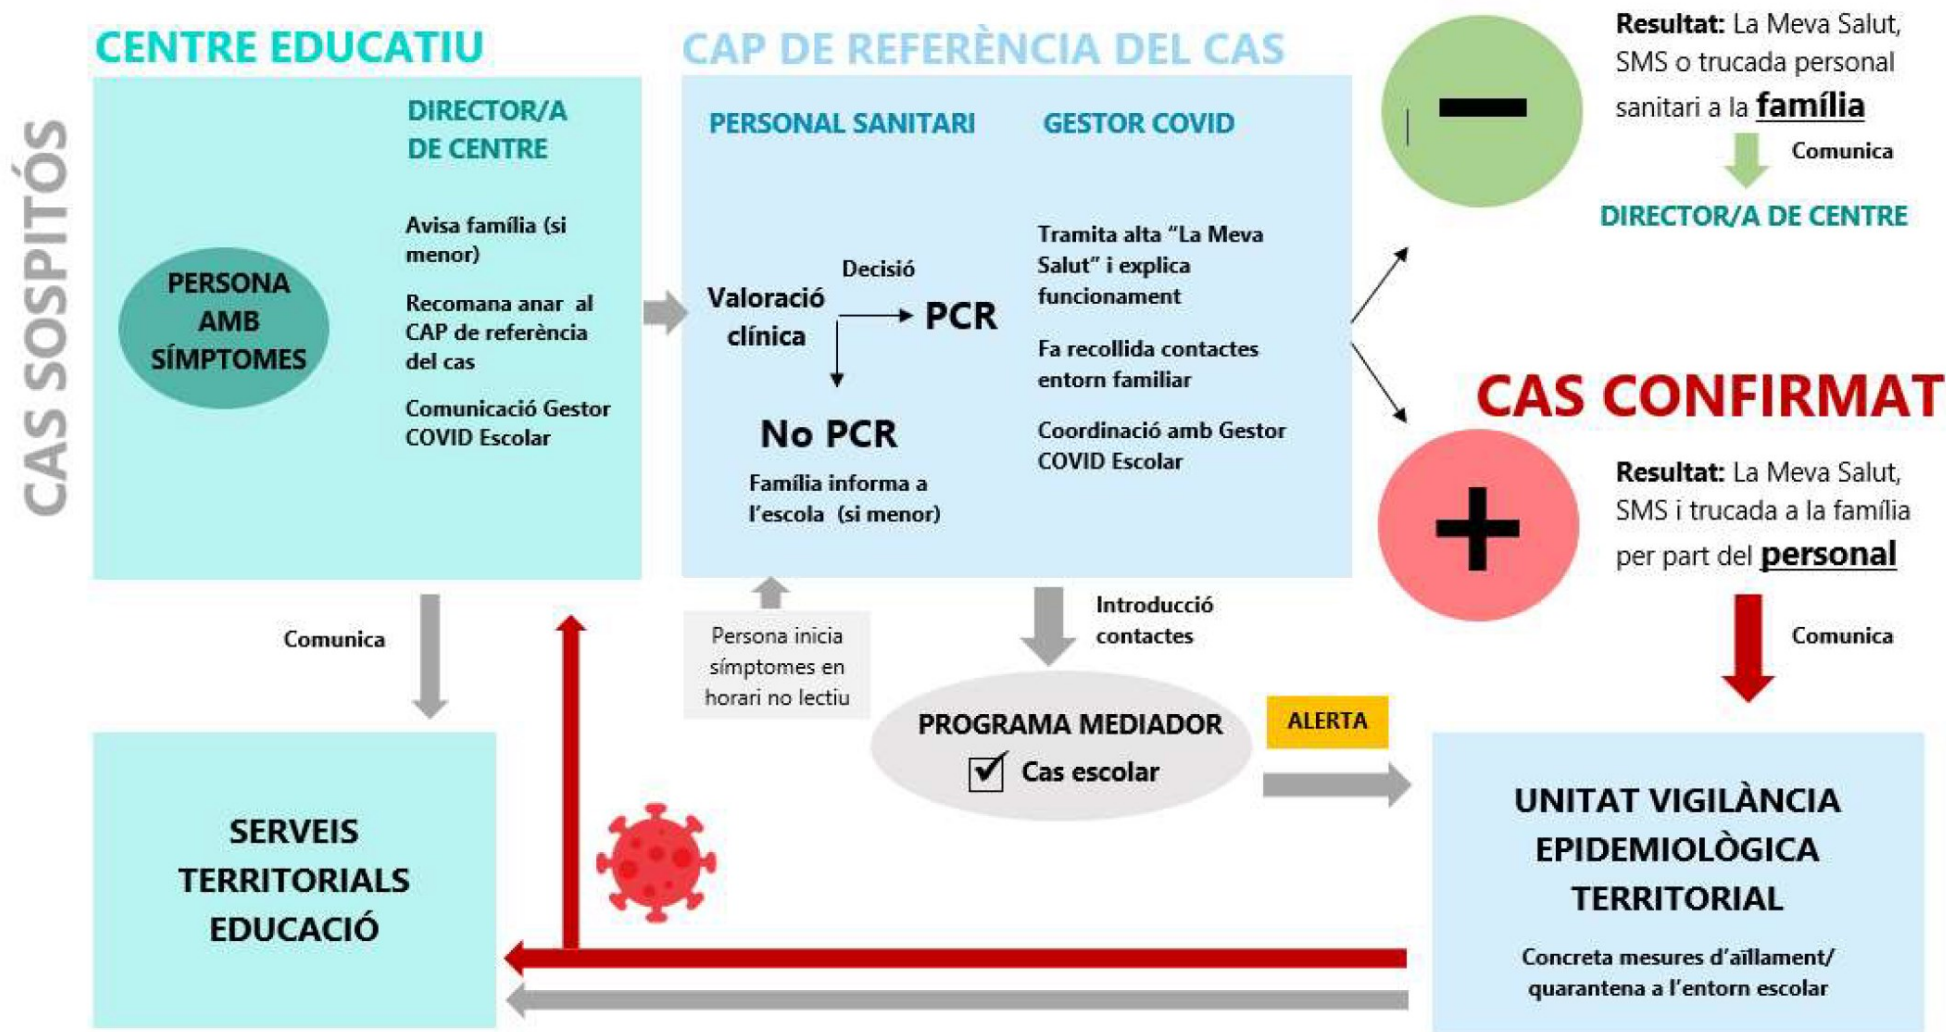 CAS SOSPITÓS
CENTRE EDUCATIU
DIRECTOR/A
DE CENTRE
PERSONA
AMB
SÍMPTOMES
Avisa família (si
menor)
Recomana anar al
CAP de referència
del cas
Comunicació Gestor
COVID Escolar
CAP DE REFERÈNCIA DEL CAS
PERSONAL SANITARI
Valoració
clínica
Decisió
PCR
No PCR
Família informa a
l'escola (si menor)
GESTOR COVID
Tramita alta "La Meva
Salut" i explica
funcionament
Fa recollida contactes
entorn familiar
Coordinació amb Gestor
COVID Escolar
Resultat: La Meva Salut,
SMS o trucada personal
sanitari a la família
Comunica
DIRECTOR/A DE CENTRE
CAS CONFIRMAT
Resultat: La Meva Salut,
SMS i trucada a la família
per part del personal
Comunica
Comunica
Persona inicia
símptomes en
horari no lectiu
Introducció
contactes
PROGRAMA MEDIADOR
Cas escolar
ALERTA
SERVEIS
TERRITORIALS
EDUCACIÓ
UNITAT VIGILÀNCIA
EPIDEMIOLÒGICA
TERRITORIAL
Concreta mesures d'aïllament/
quarantena a l'entorn escolar